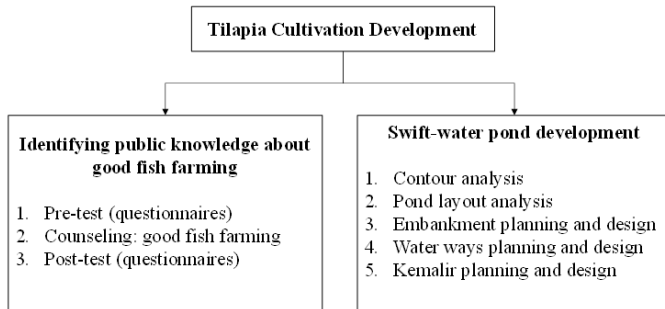 Tilapia Cultivation Development
Identifying public knowledge about
good fish farming
1. Pre-test (questionnaires)
2. Counseling: good fish farming
3. Post-test (questionnaires)
Swift-water pond development
1. Contour analysis
2. Pond layout analysis
3. Embankment planning and design
4. Water ways planning and design
5. Kemalir planning and design